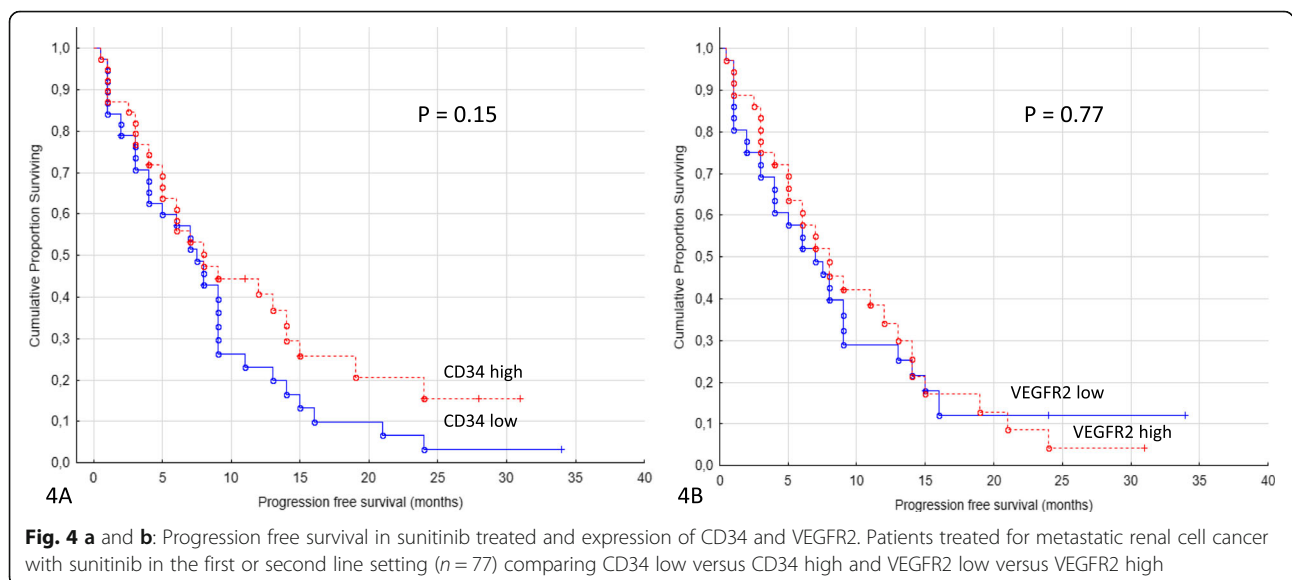 1,0
0,9
0,8
0,7
0,6
0,5
0,4
0,3
0,2
0,1
0,0
Cumulative Proportion Surviving
P = 0.15
CD34 high
CD34 low
0 5 10 15 20 25 30 35 40
4A
Progression free survival (months)
1,0
0,9
0,8
0,7
0,6
0,5
0,4
0,3
0,2
0,1
0,0
Cumulative Proportion Surviving
P = 0.77
VEGFR2 low
VEGFR2 high
0 5 10 15 20 25 30 35 40
4B
Progression free survival (months)
Fig. 4 a and b: Progression free survival in sunitinib treated and expression of CD34 and VEGFR2. Patients treated for metastatic renal cell cancer
with sunitinib in the first or second line setting (n = 77) comparing CD34 low versus CD34 high and VEGFR2 low versus VEGFR2 high